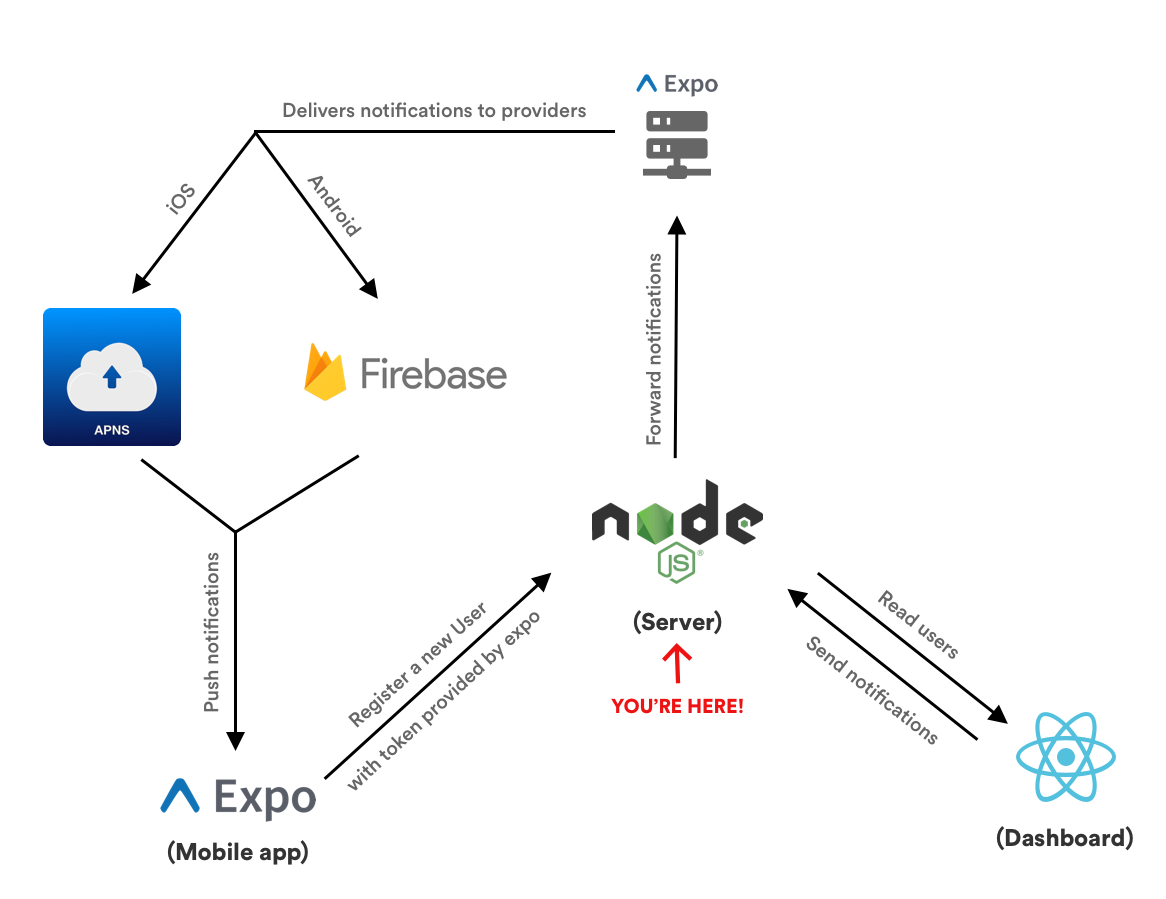 Expo
Delivers notifications to providers
iOS
Android
APNS
Firebase
Forward notifications
node
JS®
(Server)
YOU'RE HERE!
Push notifications
Register a new User
with token provided by expo
Read users
Send notifications
Expo
(Mobile app)
(Dashboard)